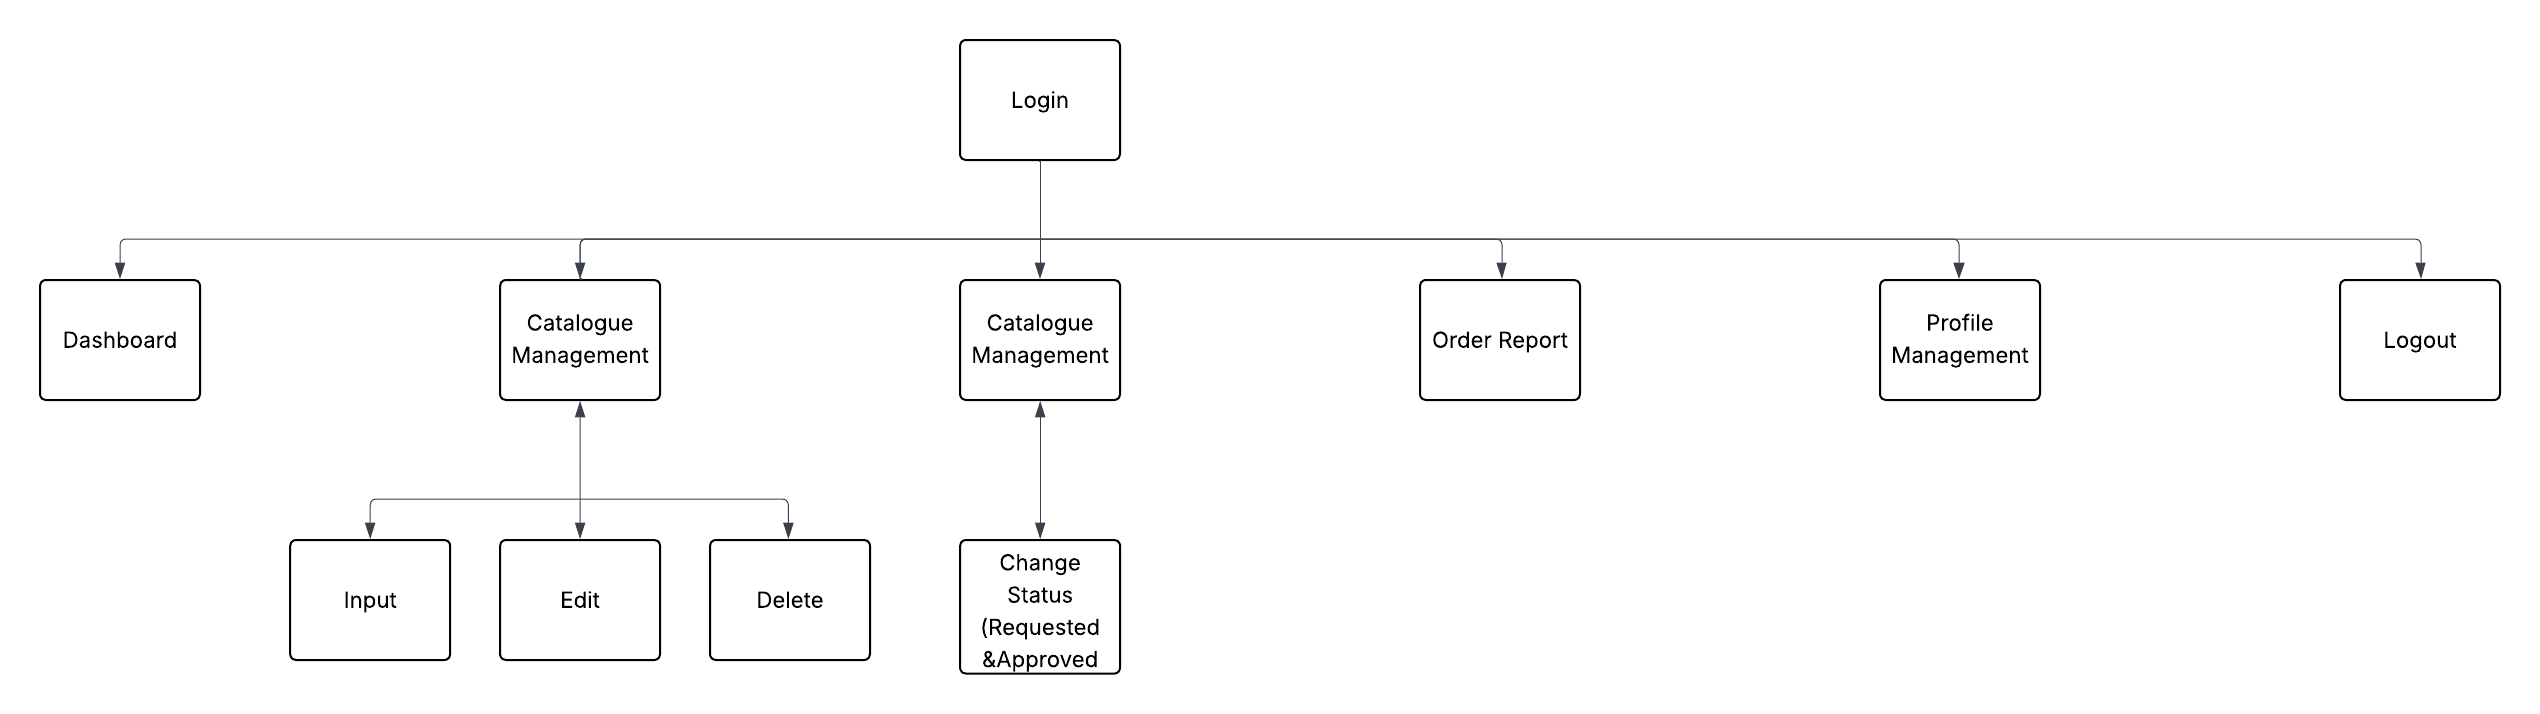 Login
Dashboard
Catalogue
Management
Catalogue
Management
Order Report
Profile
Management
Logout
Input
Edit
Delete
Change
Status
(Requested
&Approved